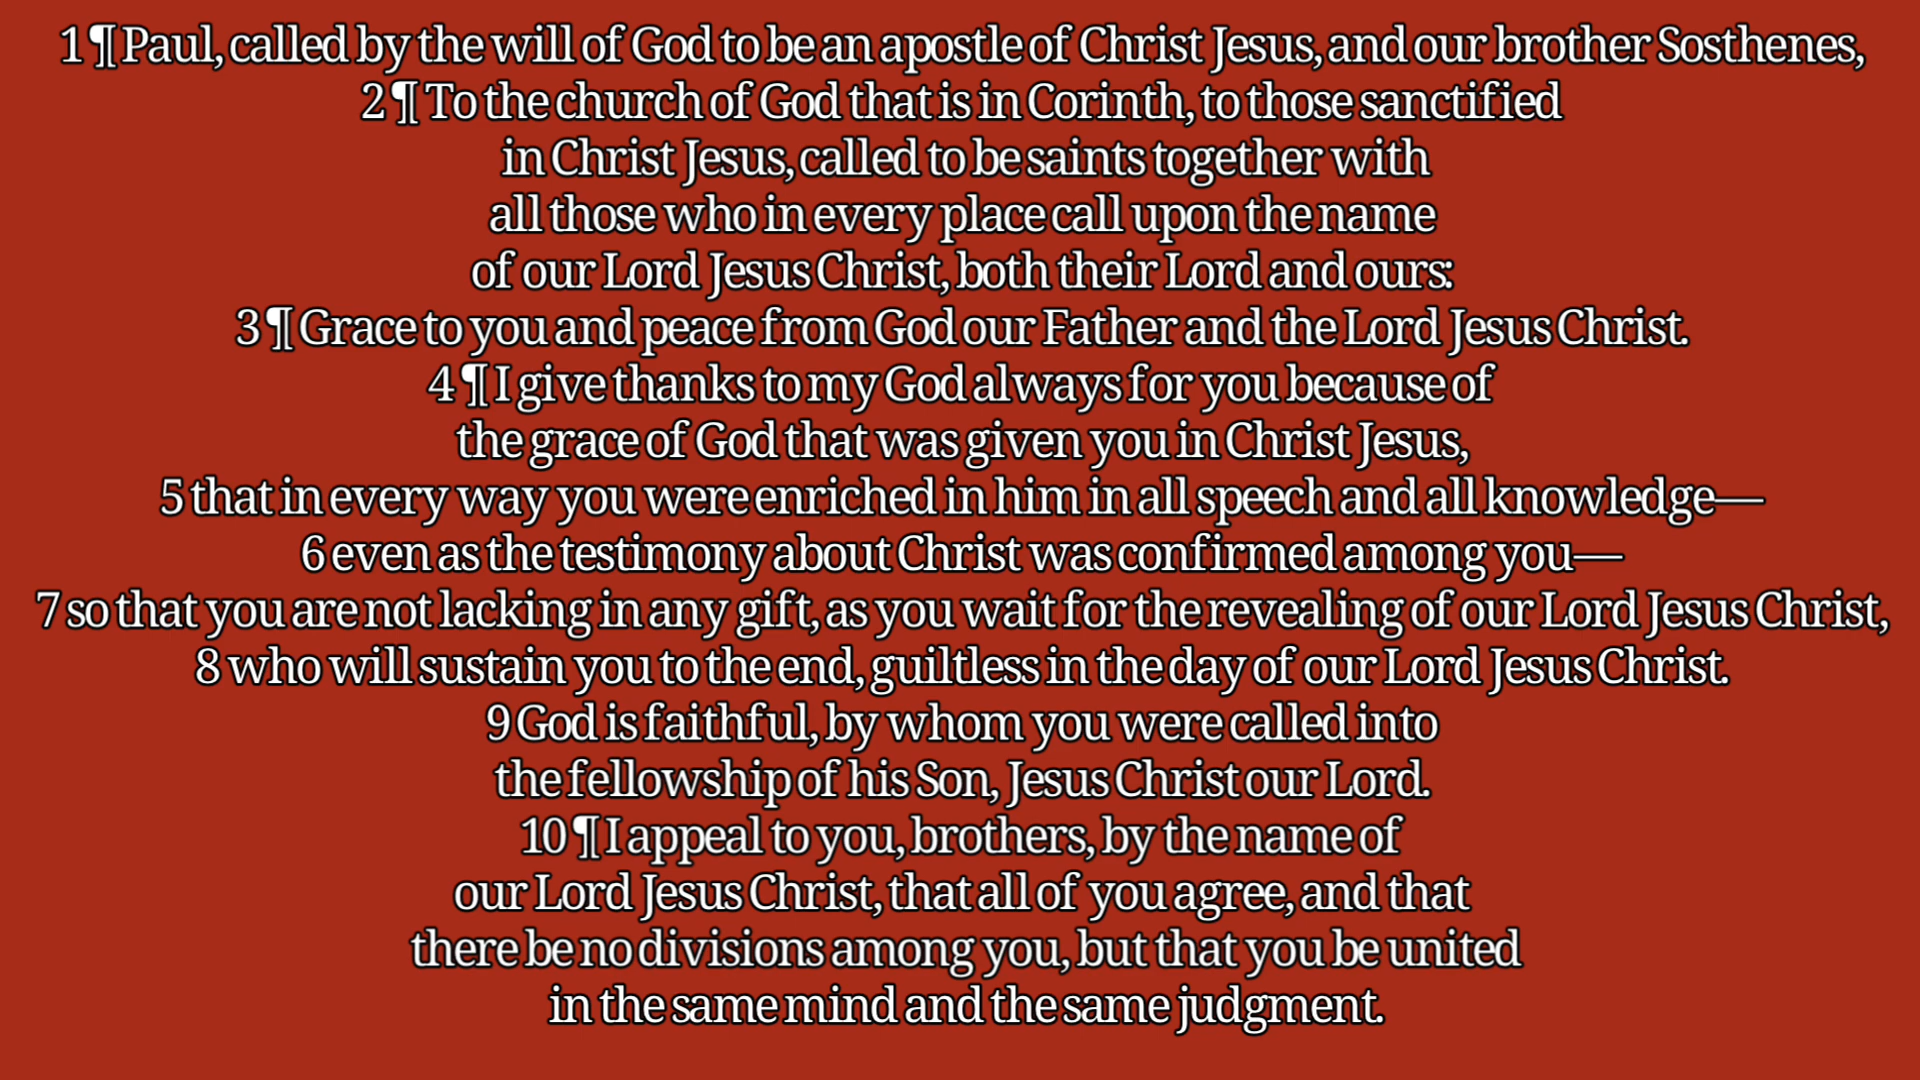 1 ¶ Paul, called by the will of God to be an apostle of Christ Jesus, and our brother Sosthenes,
2 ¶ To the church of God that is in Corinth, to those sanctified
in Christ Jesus, called to be saints together with
all those who in every place call upon the name
of our Lord Jesus Christ, both their Lord and ours:
3 ¶ Grace to you and peace from God our Father and the Lord Jesus Christ.
4 ¶ I give thanks to my God always for you because of
the grace of God that was given you in Christ Jesus,
5 that in every way you were enriched in him in all speech and all knowledge—
6 even as the testimony about Christ was confirmed among you—
7 so that you are not lacking in any gift, as you wait for the revealing of our Lord Jesus Christ,
8 who will sustain you to the end, guiltless in the day of our Lord Jesus Christ.
9 God is faithful, by whom you were called into
the fellowship of his Son, Jesus Christ our Lord.
10 ¶ I appeal to you, brothers, by the name of
our Lord Jesus Christ, that all of you agree, and that
there be no divisions among you, but that you be united
in the same mind and the same judgment.